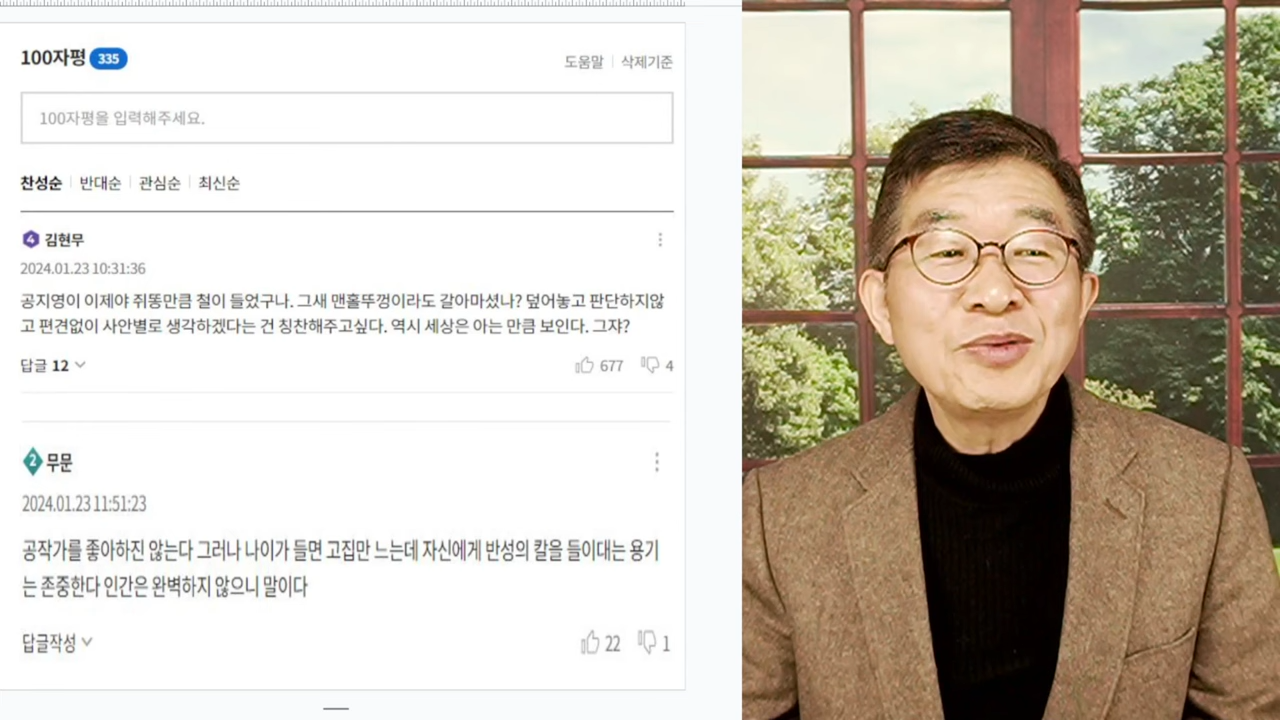 100자평 335
도움말 | 삭제기준
100자평을 입력해주세요.
찬성순 | 반대순 | 관심순 | 최신순
4 김현무
2024.01.23 10:31:36
공지영이 이제야 쥐똥만큼 철이 들었구나. 그새 맨홀뚜껑이라도 갈아마셨나? 덮어놓고 판단하지않
고 편견없이 사안별로 생각하겠다는 건 칭찬해주고싶다. 역시 세상은 아는 만큼 보인다. 그쟈?
답글 12
677 4
2 무문
2024.01.23 11:51:23
공작가를 좋아하진 않는다 그러나 나이가 들면 고집만 느는데 자신에게 반성의 칼을 들이대는 용기
는 존중한다 인간은 완벽하지 않으니 말이다
답글작성
22 1